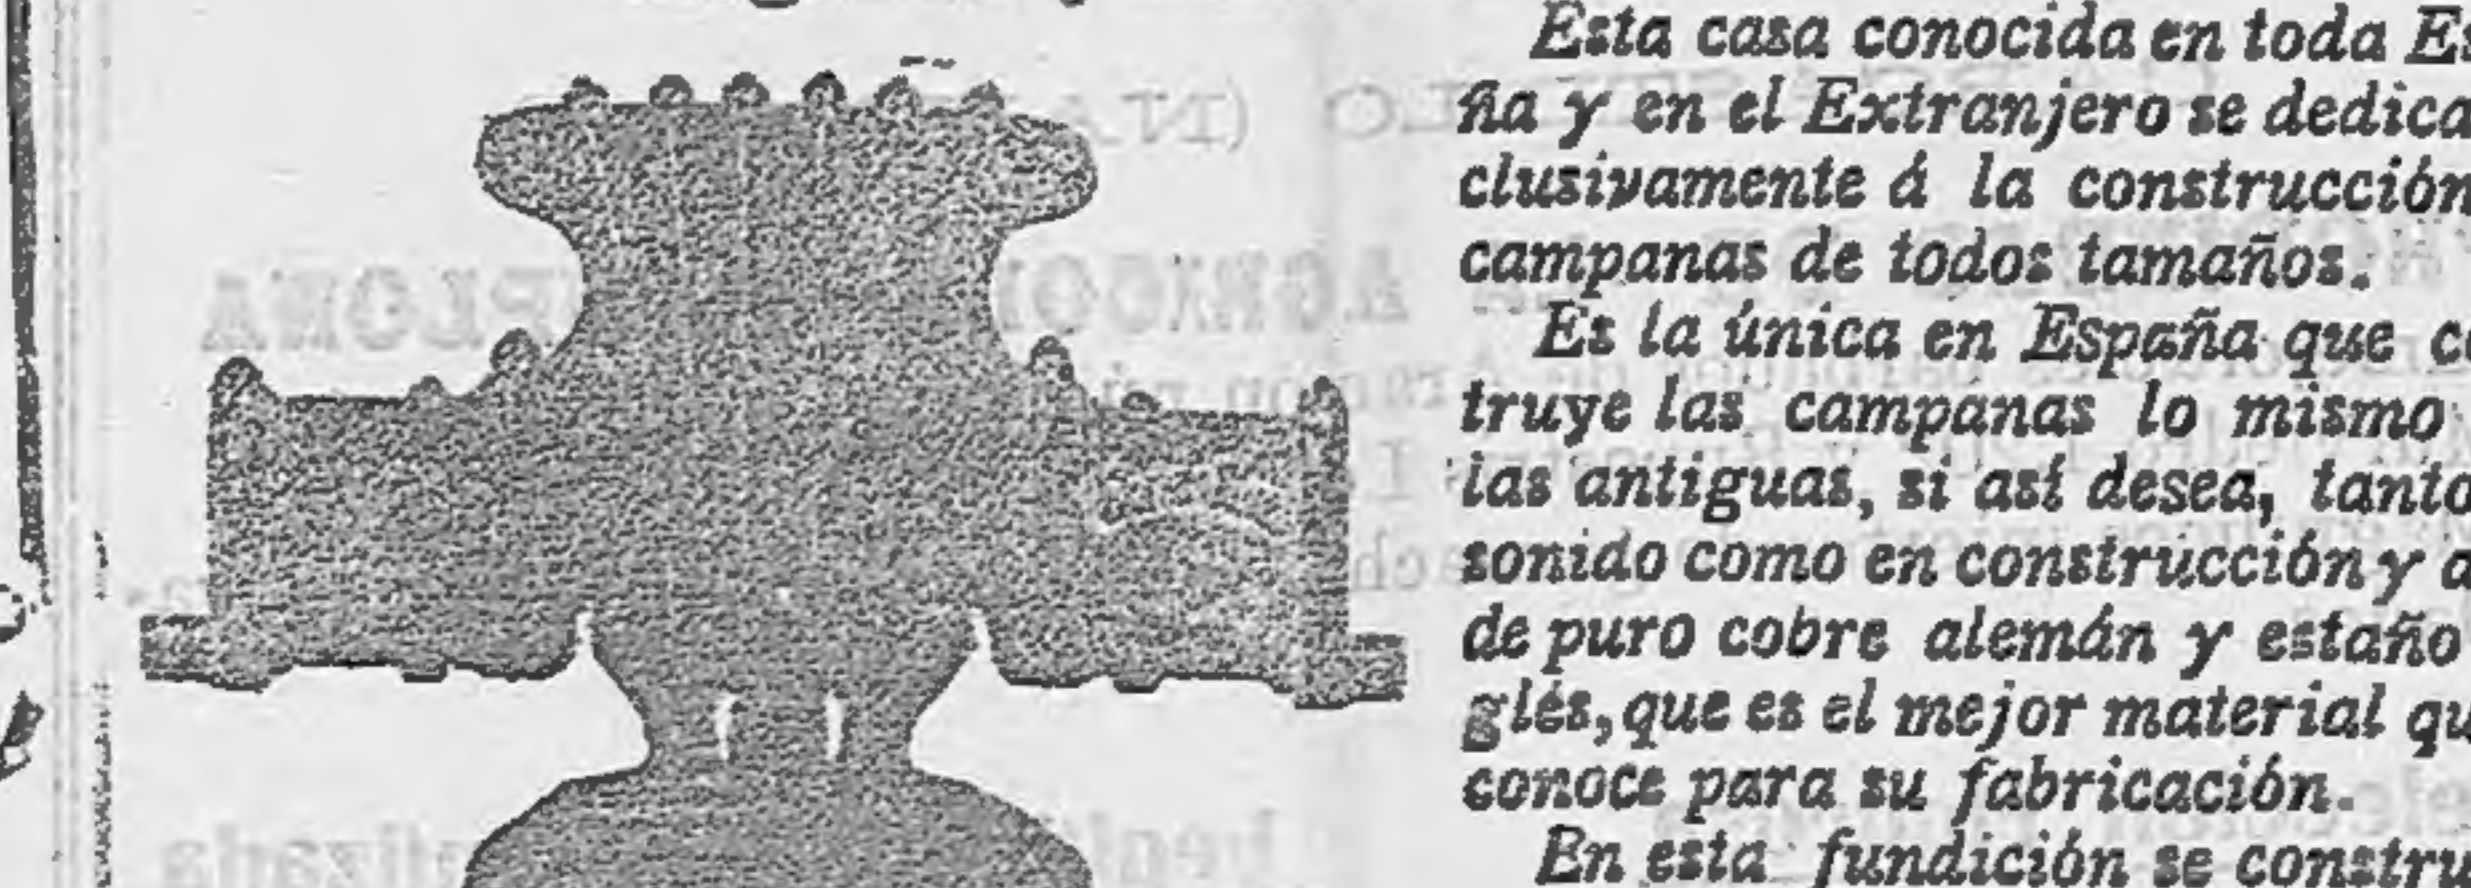 Esta casa conocida en toda Es
ña y en el Extranjero se dedica
clusivamente á la construcción
campanas de todos tamaños.
Es la única en España que co
truye las campanas lo mismo
las antiguas, si así desea, tanto
sonido como en construcción y a
de puro cobre alemán y estaño
glés, que es el mejor material qu
conoce para su fabricación.
En esta fundición se constru